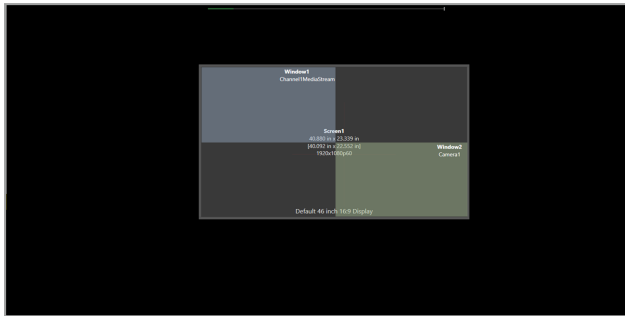 Window1
Channel1MediaStream
Screen1
40.880 in x 23.339 in
[40.092 in x 22.552 in]
1920x1080p60
Window2
Camera1
Default 46 inch 16:9 Display